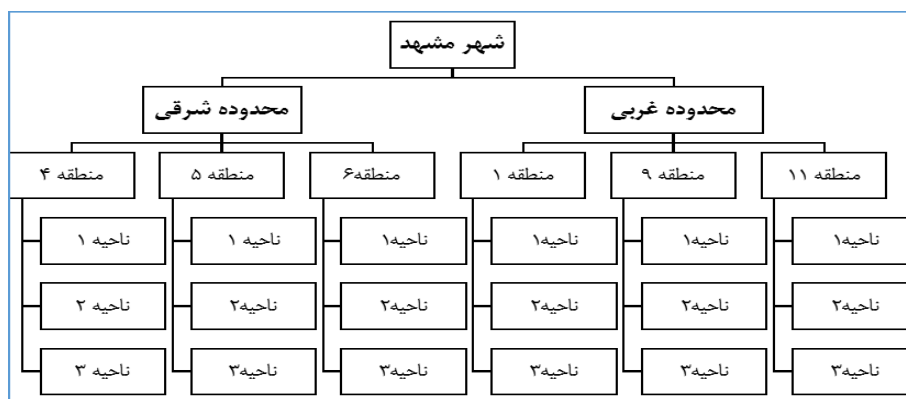 شهر مشهد
محدوده غربی
محدوده شرقی
منطقه ۱۱
منطقه ۹
منطقه ۱
منطقه۶
منطقه ۵
منطقه ۴
ناحیه۱
ناحیه۱
ناحیه۱
ناحیه۱
ناحیه ۱
ناحیه ۱
ناحیه۲
ناحیه۲
ناحیه۲
ناحیه۲
ناحیه۲
ناحیه ۲
ناحیه۳
ناحیه۳
ناحیه۳
ناحیه۳
ناحیه۳
ناحیه ۳